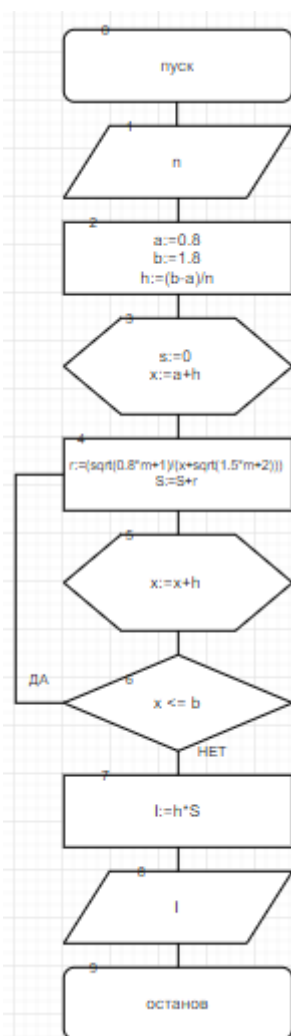 0
пуск
1
n
2
a:=0.8
b:=1.8
h:=(b-a)/n
3
s:=0
x:=a+h
4
r:=(sqrt(0.8*m+1)/(x+sqrt(1.5*m+2)))
S:=S+r
5
x:=x+h
ДА
6
x <= b
НЕТ
7
I:=h*S
8
I
9
останов